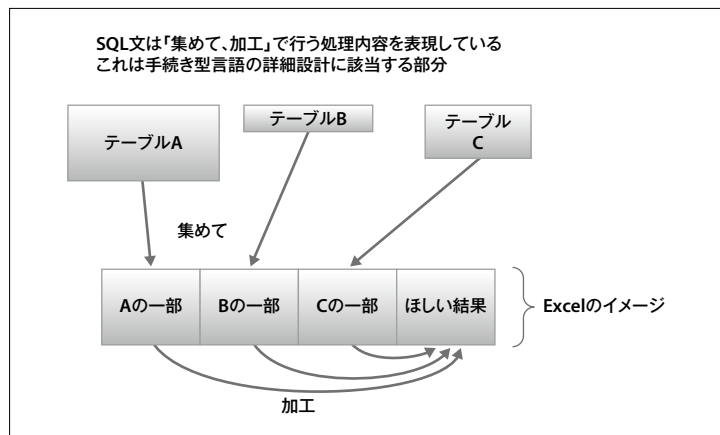 SQL文は「集めて、加工」で行う処理内容を表現している
これは手続き型言語の詳細設計に該当する部分
テーブルA
テーブルB
テーブル
C
集めて
Aの一部
Bの一部
Cの一部
ほしい結果
Excelのイメージ
加工